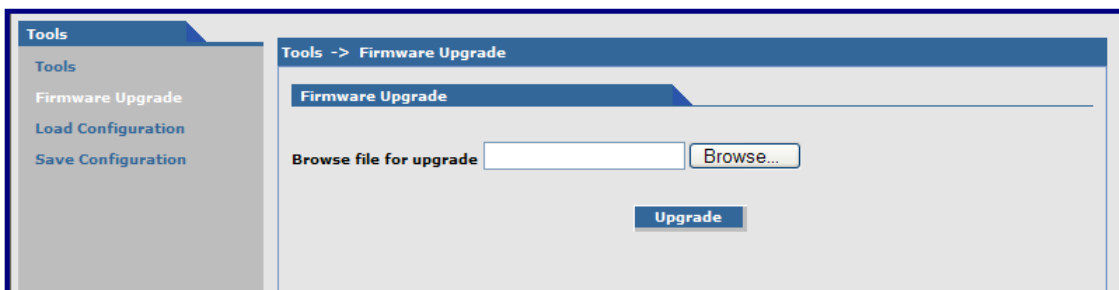 Tools
Tools
Firmware Upgrade
Load Configuration
Save Configuration
Tools -> Firmware Upgrade
Firmware Upgrade
Browse file for upgrade Browse...
Upgrade